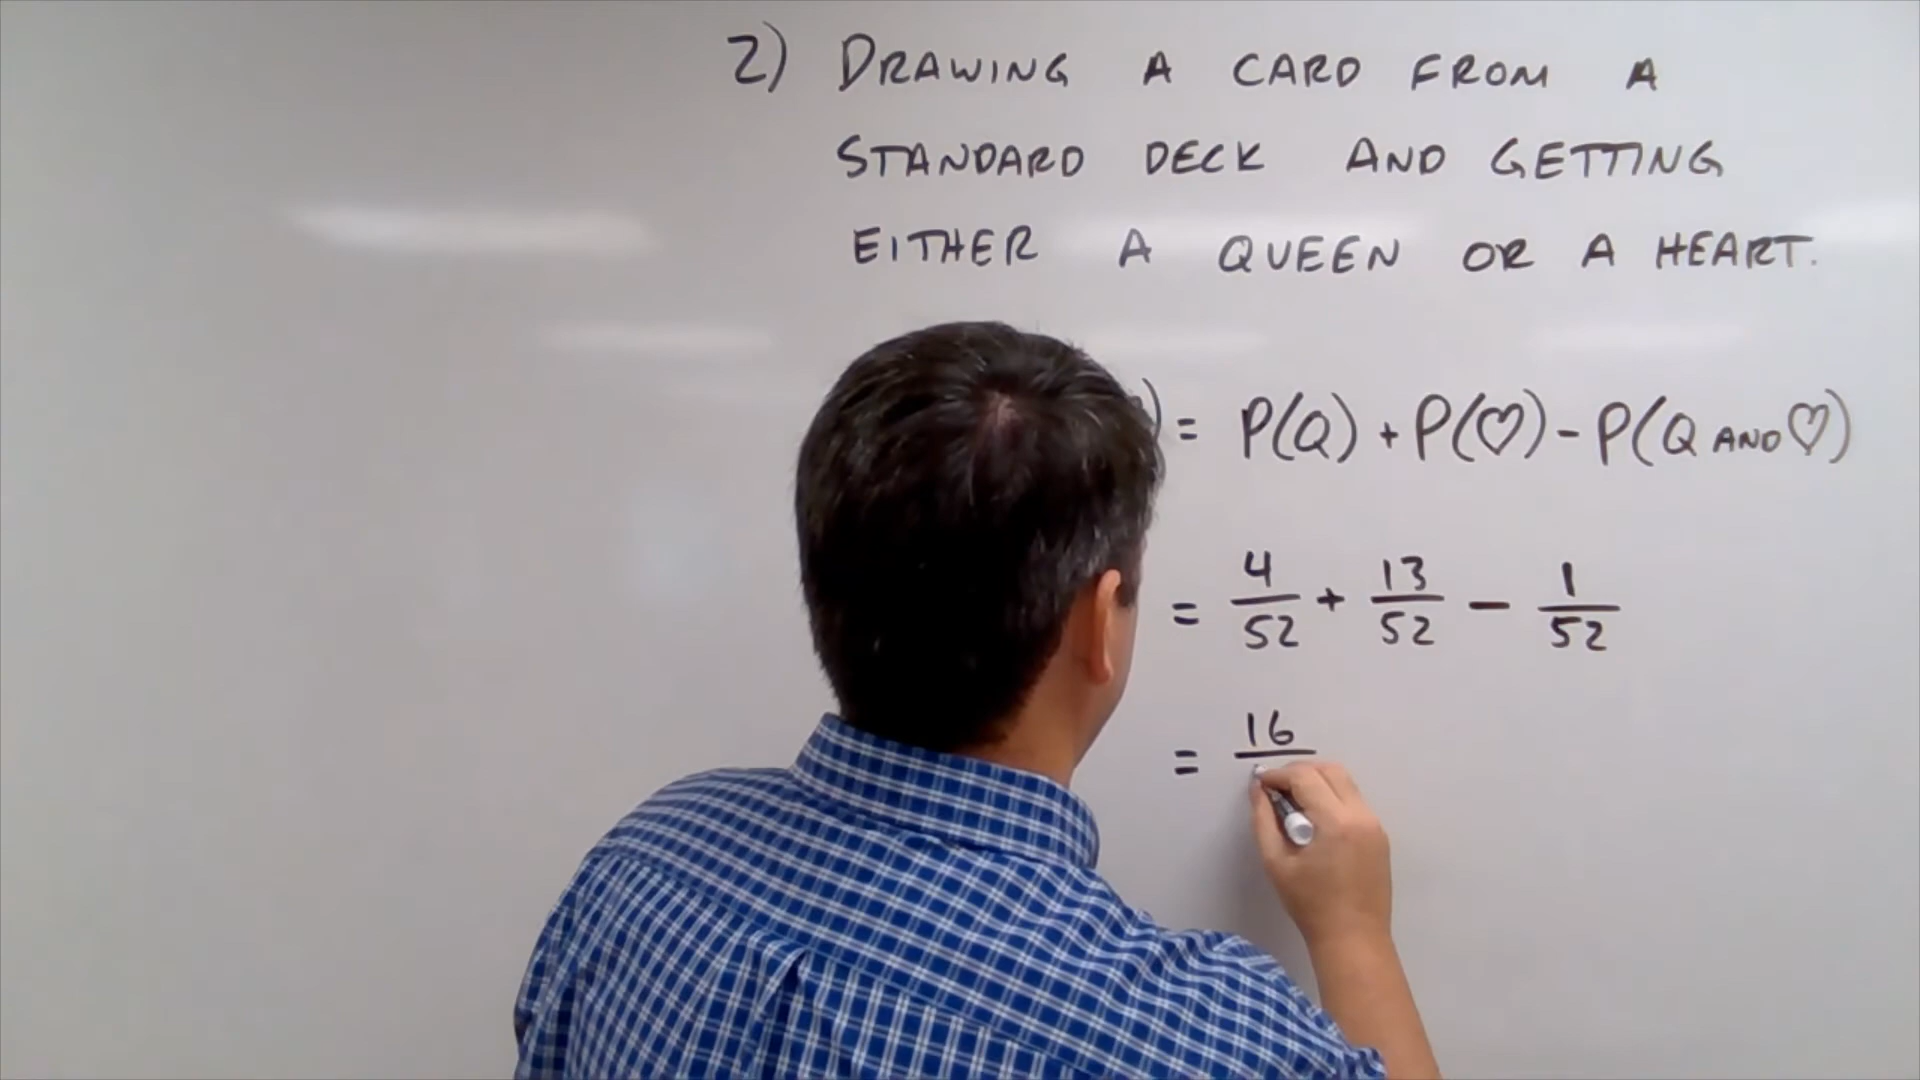 2) DRAWING A CARD FROM A
STANDARD DECK AND GETTING
EITHER A QUEEN OR A HEART.
) = P(Q) + P(♡) - P(Q AND ♡)
= 4/52 + 13/52 - 1/52
= 16/